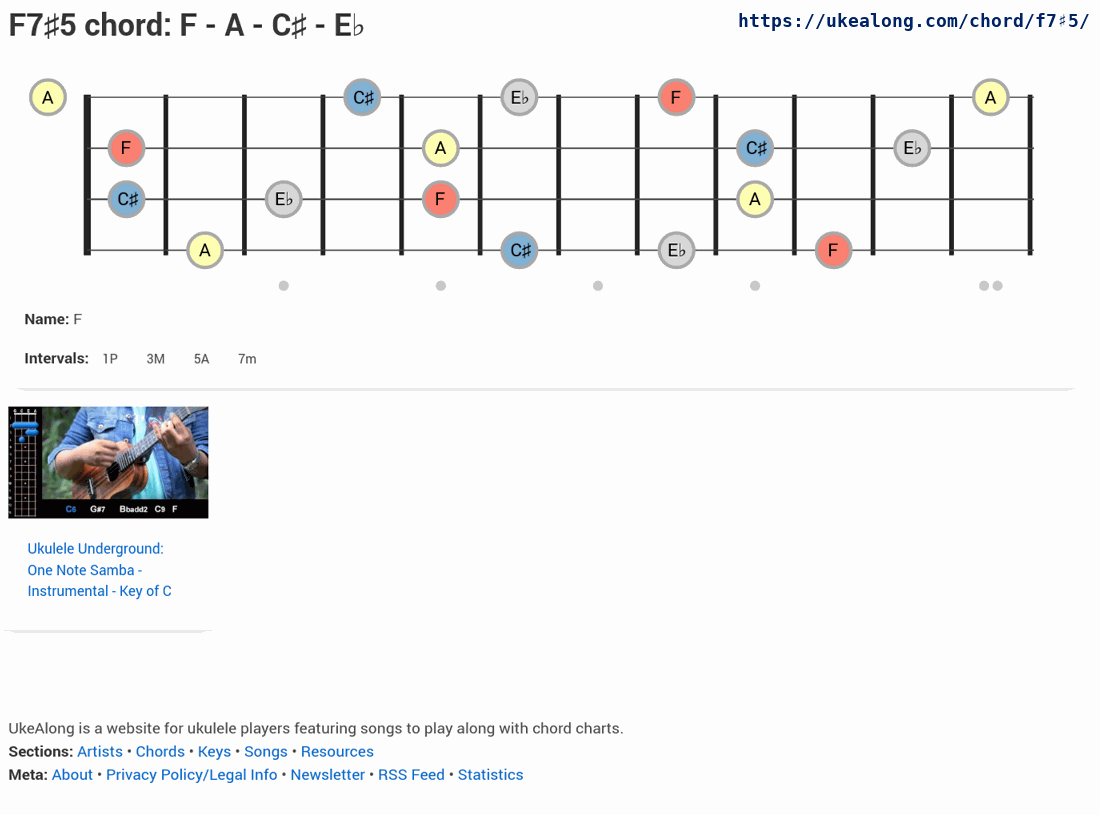 F7♯5 chord: F - A - C♯ - E♭
https://ukealong.com/chord/f7♯5/
A C♯ E♭ F A
F A C♯ E♭
C♯ E♭ F A
A C♯ E♭ F
Name: F
Intervals: 1P 3M 5A 7m
C6 G#7 Bbadd2 C9 F
Ukulele Underground:
One Note Samba -
Instrumental - Key of C
UkeAlong is a website for ukulele players featuring songs to play along with chord charts.
Sections: Artists • Chords • Keys • Songs • Resources
Meta: About • Privacy Policy/Legal Info • Newsletter • RSS Feed • Statistics